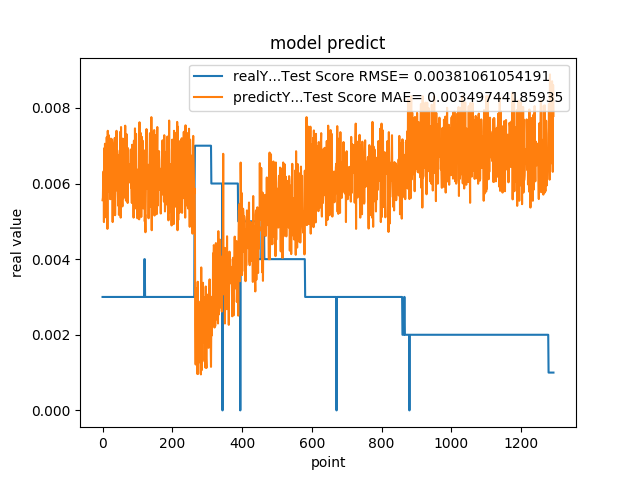 model predict
realY...Test Score RMSE= 0.00381061054191
predictY...Test Score MAE= 0.00349744185935
real value
0.008
0.006
0.004
0.002
0.000
0 200 400 600 800 1000 1200
point